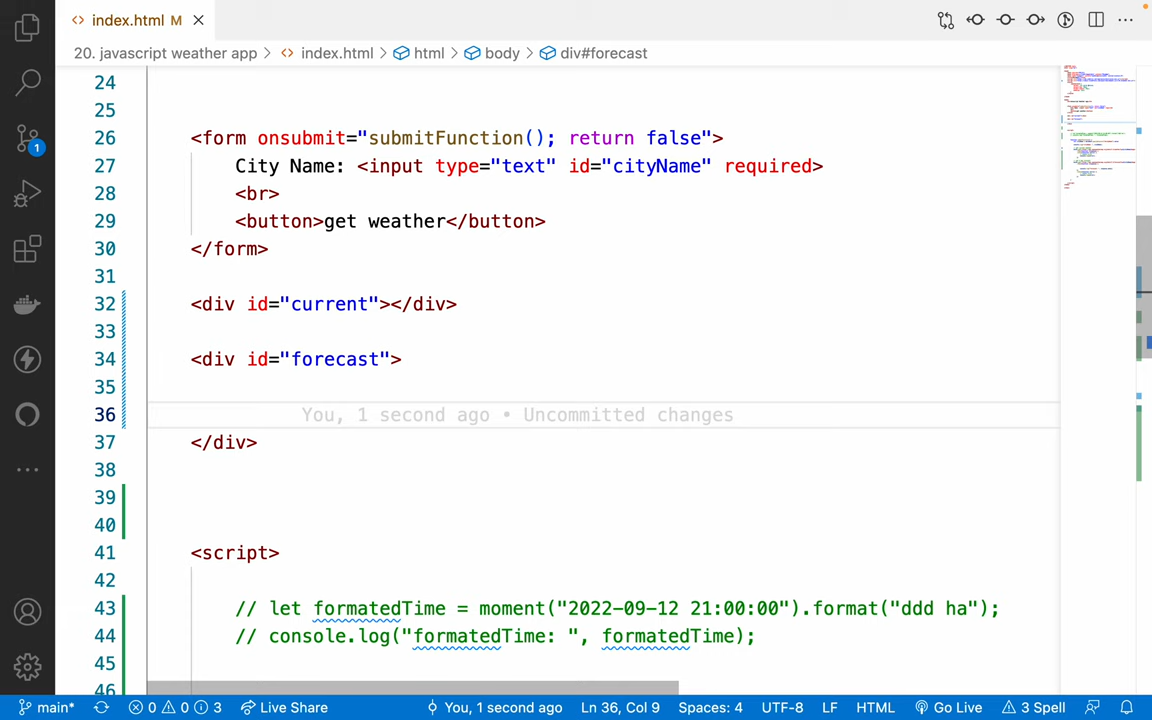 index.html M
20. javascript weather app > index.html > html > body > div#forecast
24
25
26 <form onsubmit="submitFunction(); return false">
27 City Name: <input type="text" id="cityName" required>
28 <br>
29 <button>get weather</button>
30 </form>
31
32 <div id="current"></div>
33
34 <div id="forecast">
35
36 You, 1 second ago • Uncommitted changes
37 </div>
38
39
40
41 <script>
42
43 // let formatedTime = moment("2022-09-12 21:00:00").format("ddd ha");
44 // console.log("formatedTime: ", formatedTime);
45
46
1
main* 0 0 3 Live Share You, 1 second ago Ln 36, Col 9 Spaces: 4 UTF-8 LF HTML Go Live 3 Spell